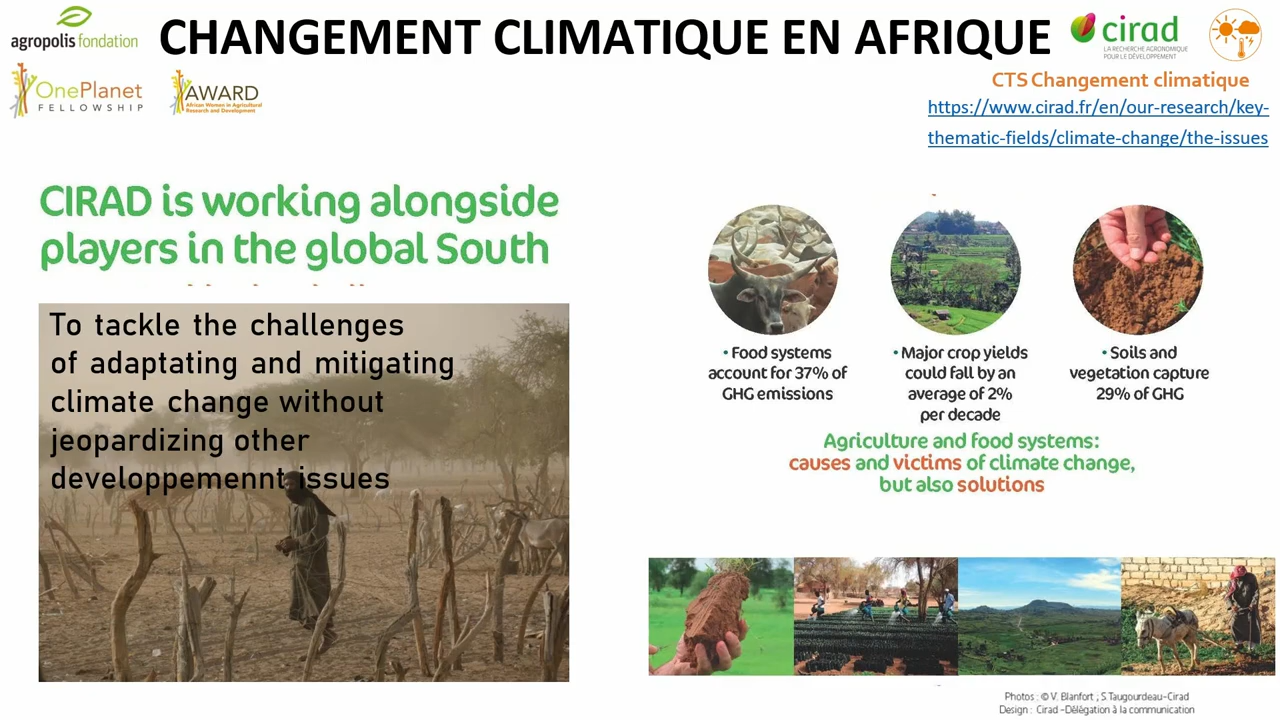 agropolis fondation
CHANGEMENT CLIMATIQUE EN AFRIQUE
cirad
LA RECHERCHE AGRONOMIQUE
POUR LE DÉVELOPPEMENT
OnePlanet
FELLOWSHIP
AWARD
African Women in Agricultural
Research and Development
CTS Changement climatique
https://www.cirad.fr/en/our-research/key-
thematic-fields/climate-change/the-issues
CIRAD is working alongside
players in the global South
To tackle the challenges
of adaptating and mitigating
climate change without
jeopardizing other
developpemennt issues
• Food systems
account for 37% of
GHG emissions
• Major crop yields
could fall by an
average of 2%
per decade
• Soils and
vegetation capture
29% of GHG
Agriculture and food systems:
causes and victims of climate change,
but also solutions
Photos : © V. Blanfort ; S.Taugourdeau-Cirad
Design : Cirad -Délégation à la communication